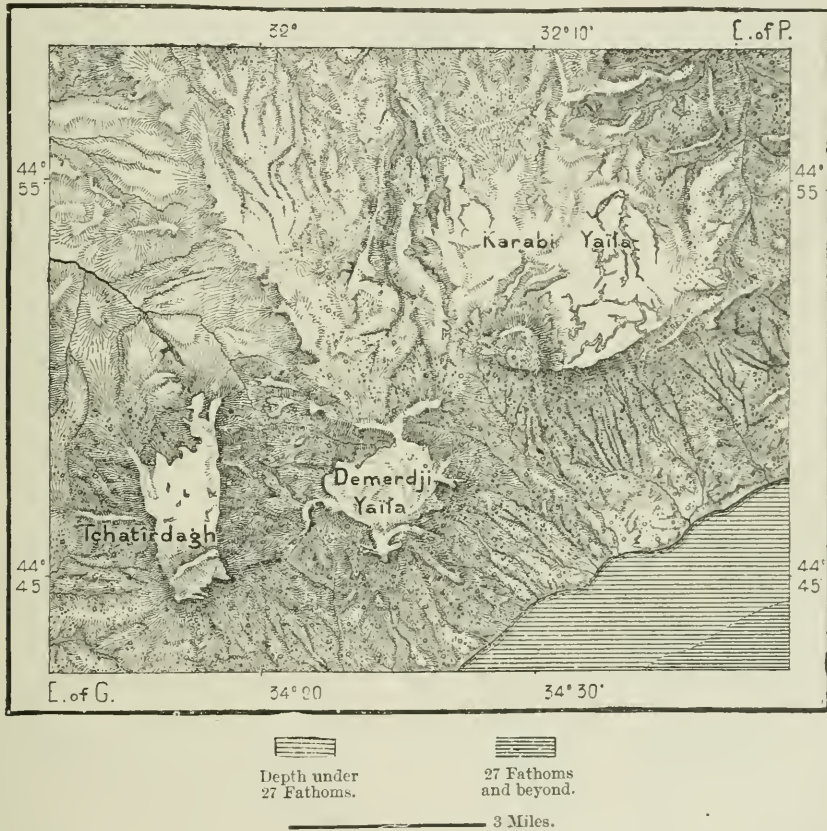 32° 32°10' E. of P.
44° 55' 44° 55'
Karabi Yaila
Demerdji
Yaila
Tchatirdagh
44° 45' 44° 45'
E. of G. 34°20 34°30'
Depth under
27 Fathoms.
27 Fathoms
and beyond.
3 Miles.